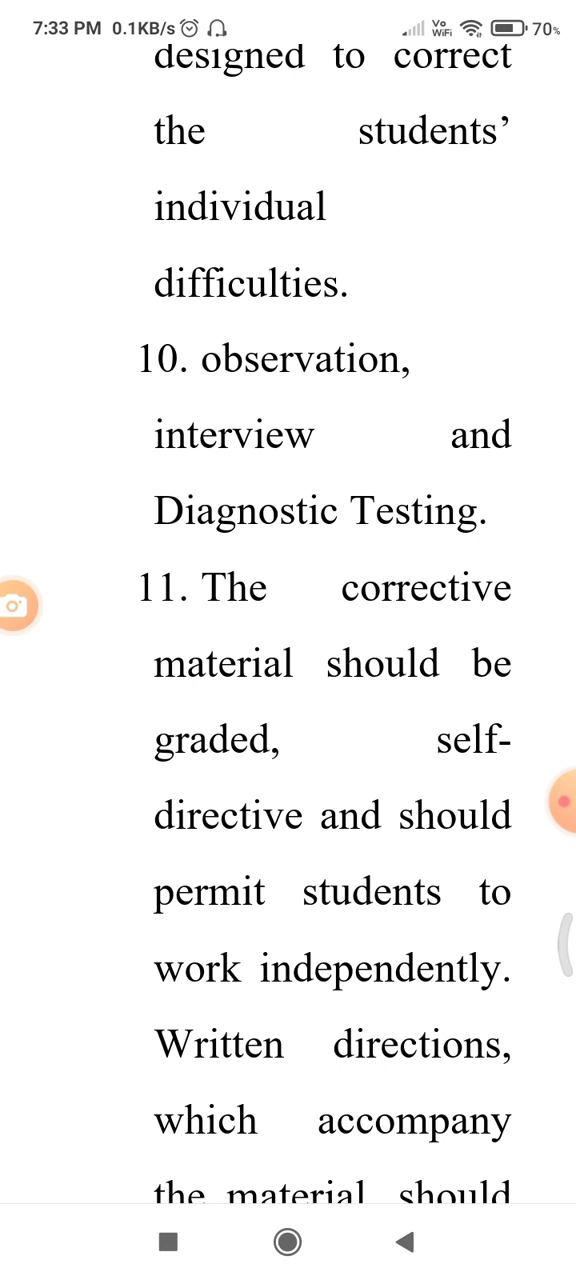 7:33 PM 0.1KB/s Vo WiFi 70%
designed to correct
the students’
individual
difficulties.
10. observation,
interview and
Diagnostic Testing.
11. The corrective
material should be
graded, self-
directive and should
permit students to
work independently.
Written directions,
which accompany
the material should